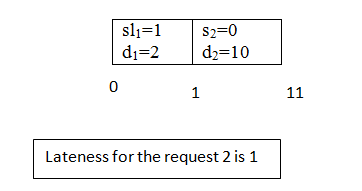 sl₁=1 s₂=0
d₁=2 d₂=10
0 1 11
Lateness for the request 2 is 1